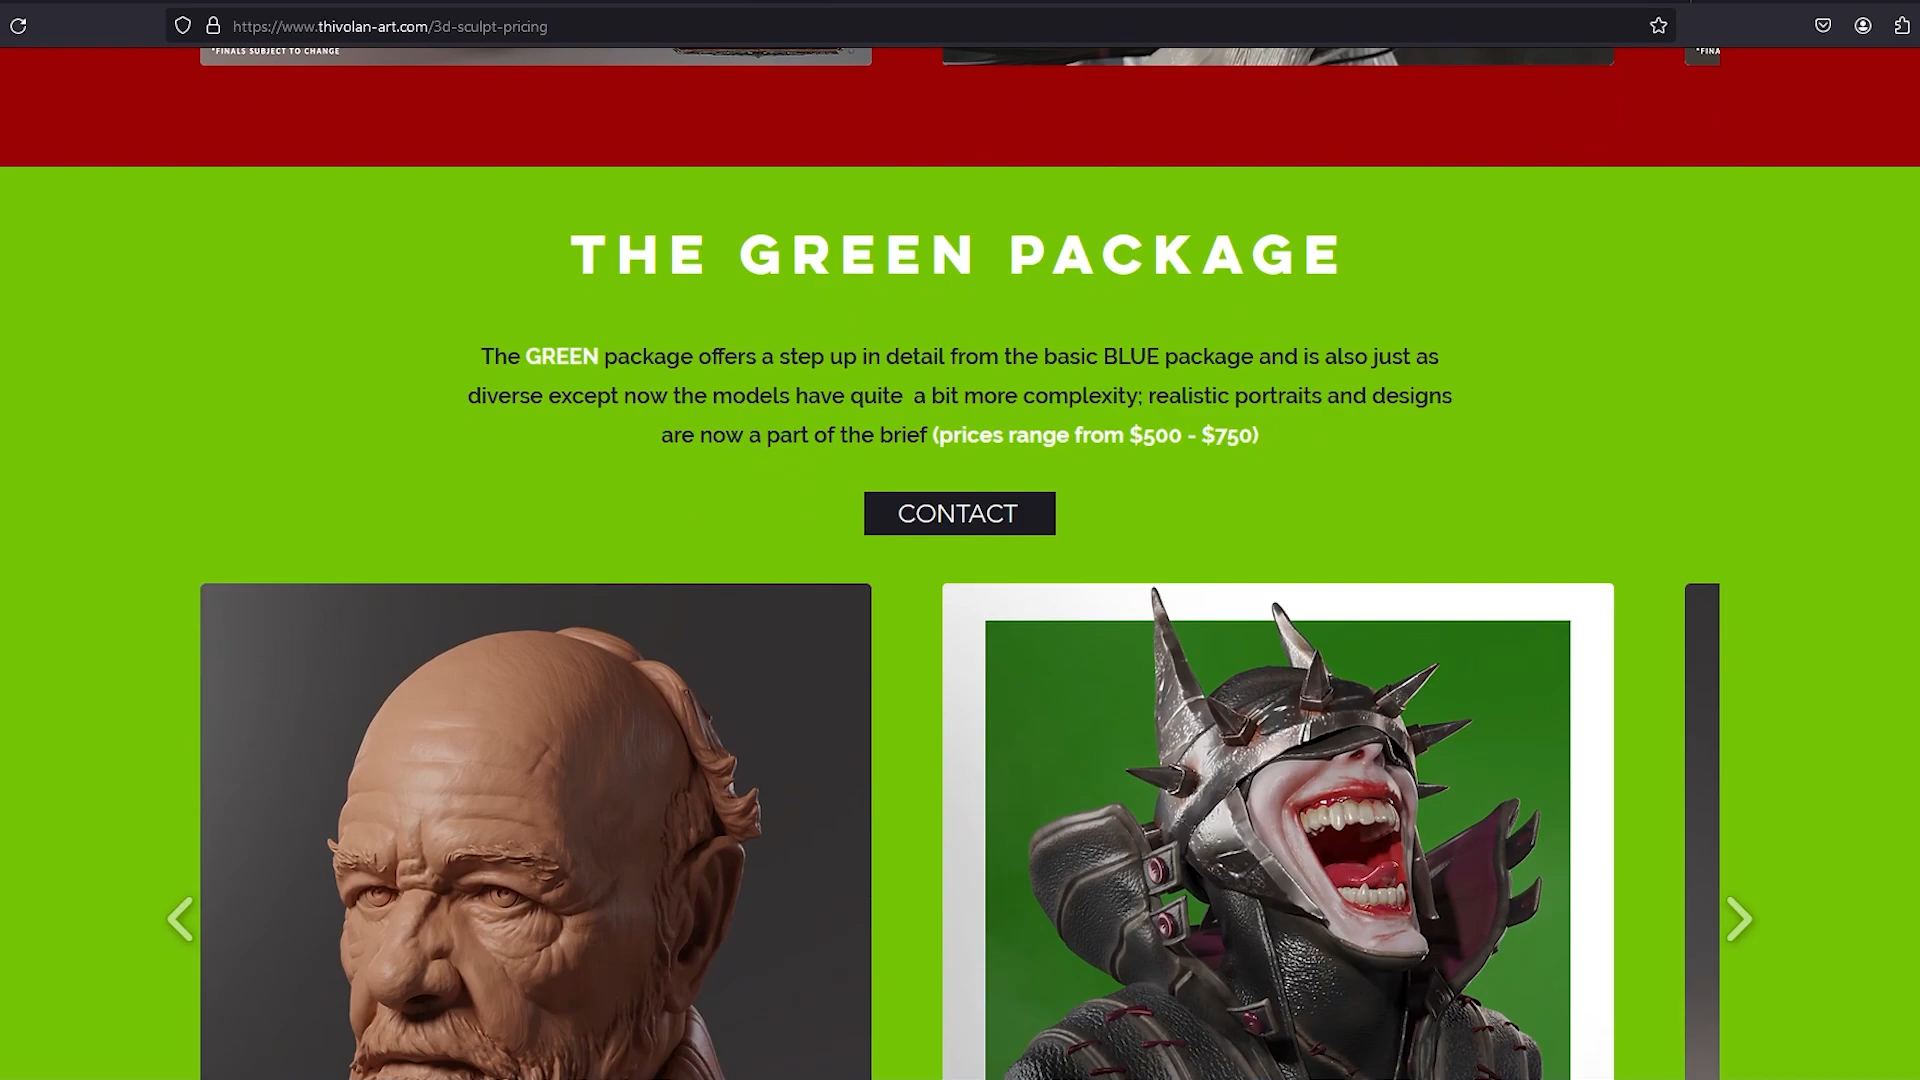 https://www.thivolan-art.com/3d-sculpt-pricing
*FINALS SUBJECT TO CHANGE
*FINA
THE GREEN PACKAGE
The GREEN package offers a step up in detail from the basic BLUE package and is also just as
diverse except now the models have quite a bit more complexity; realistic portraits and designs
are now a part of the brief (prices range from $500 - $750)
CONTACT